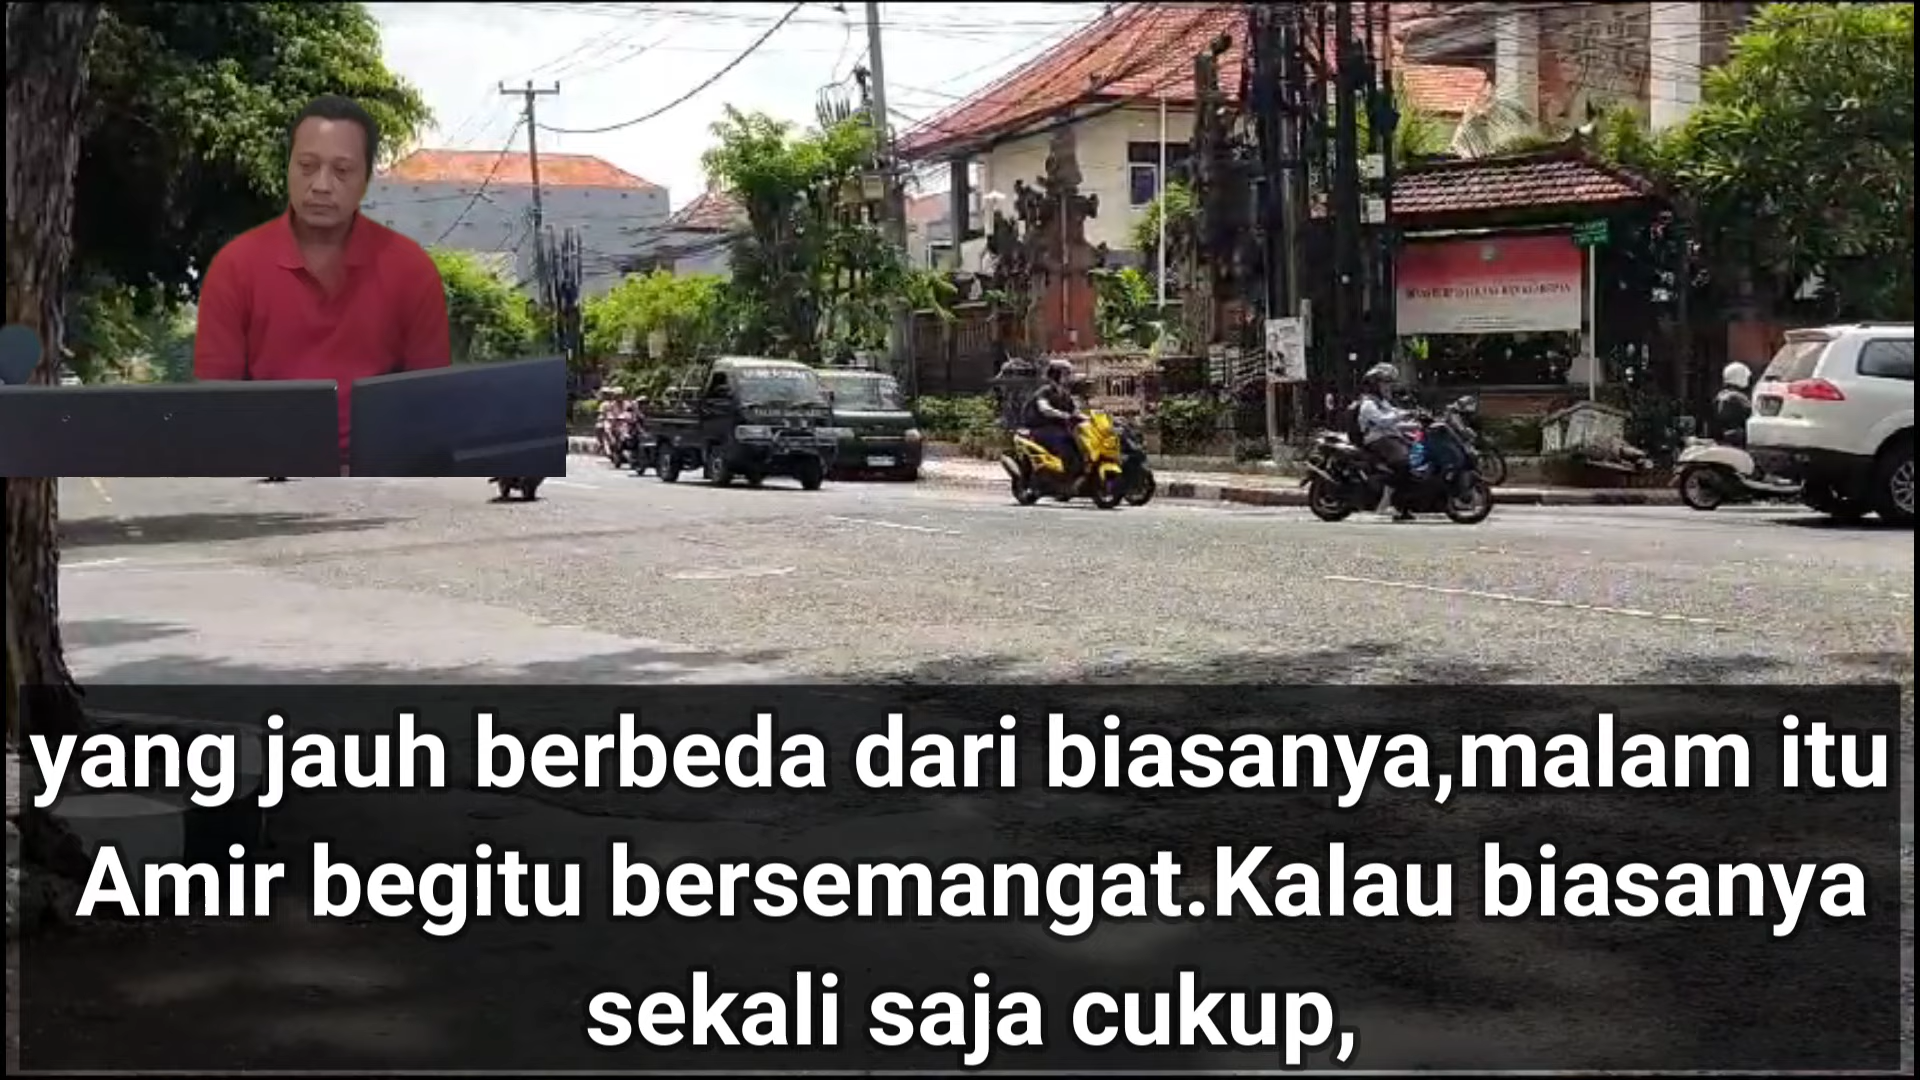 yang jauh berbeda dari biasanya,malam itu
Amir begitu bersemangat.Kalau biasanya
sekali saja cukup,